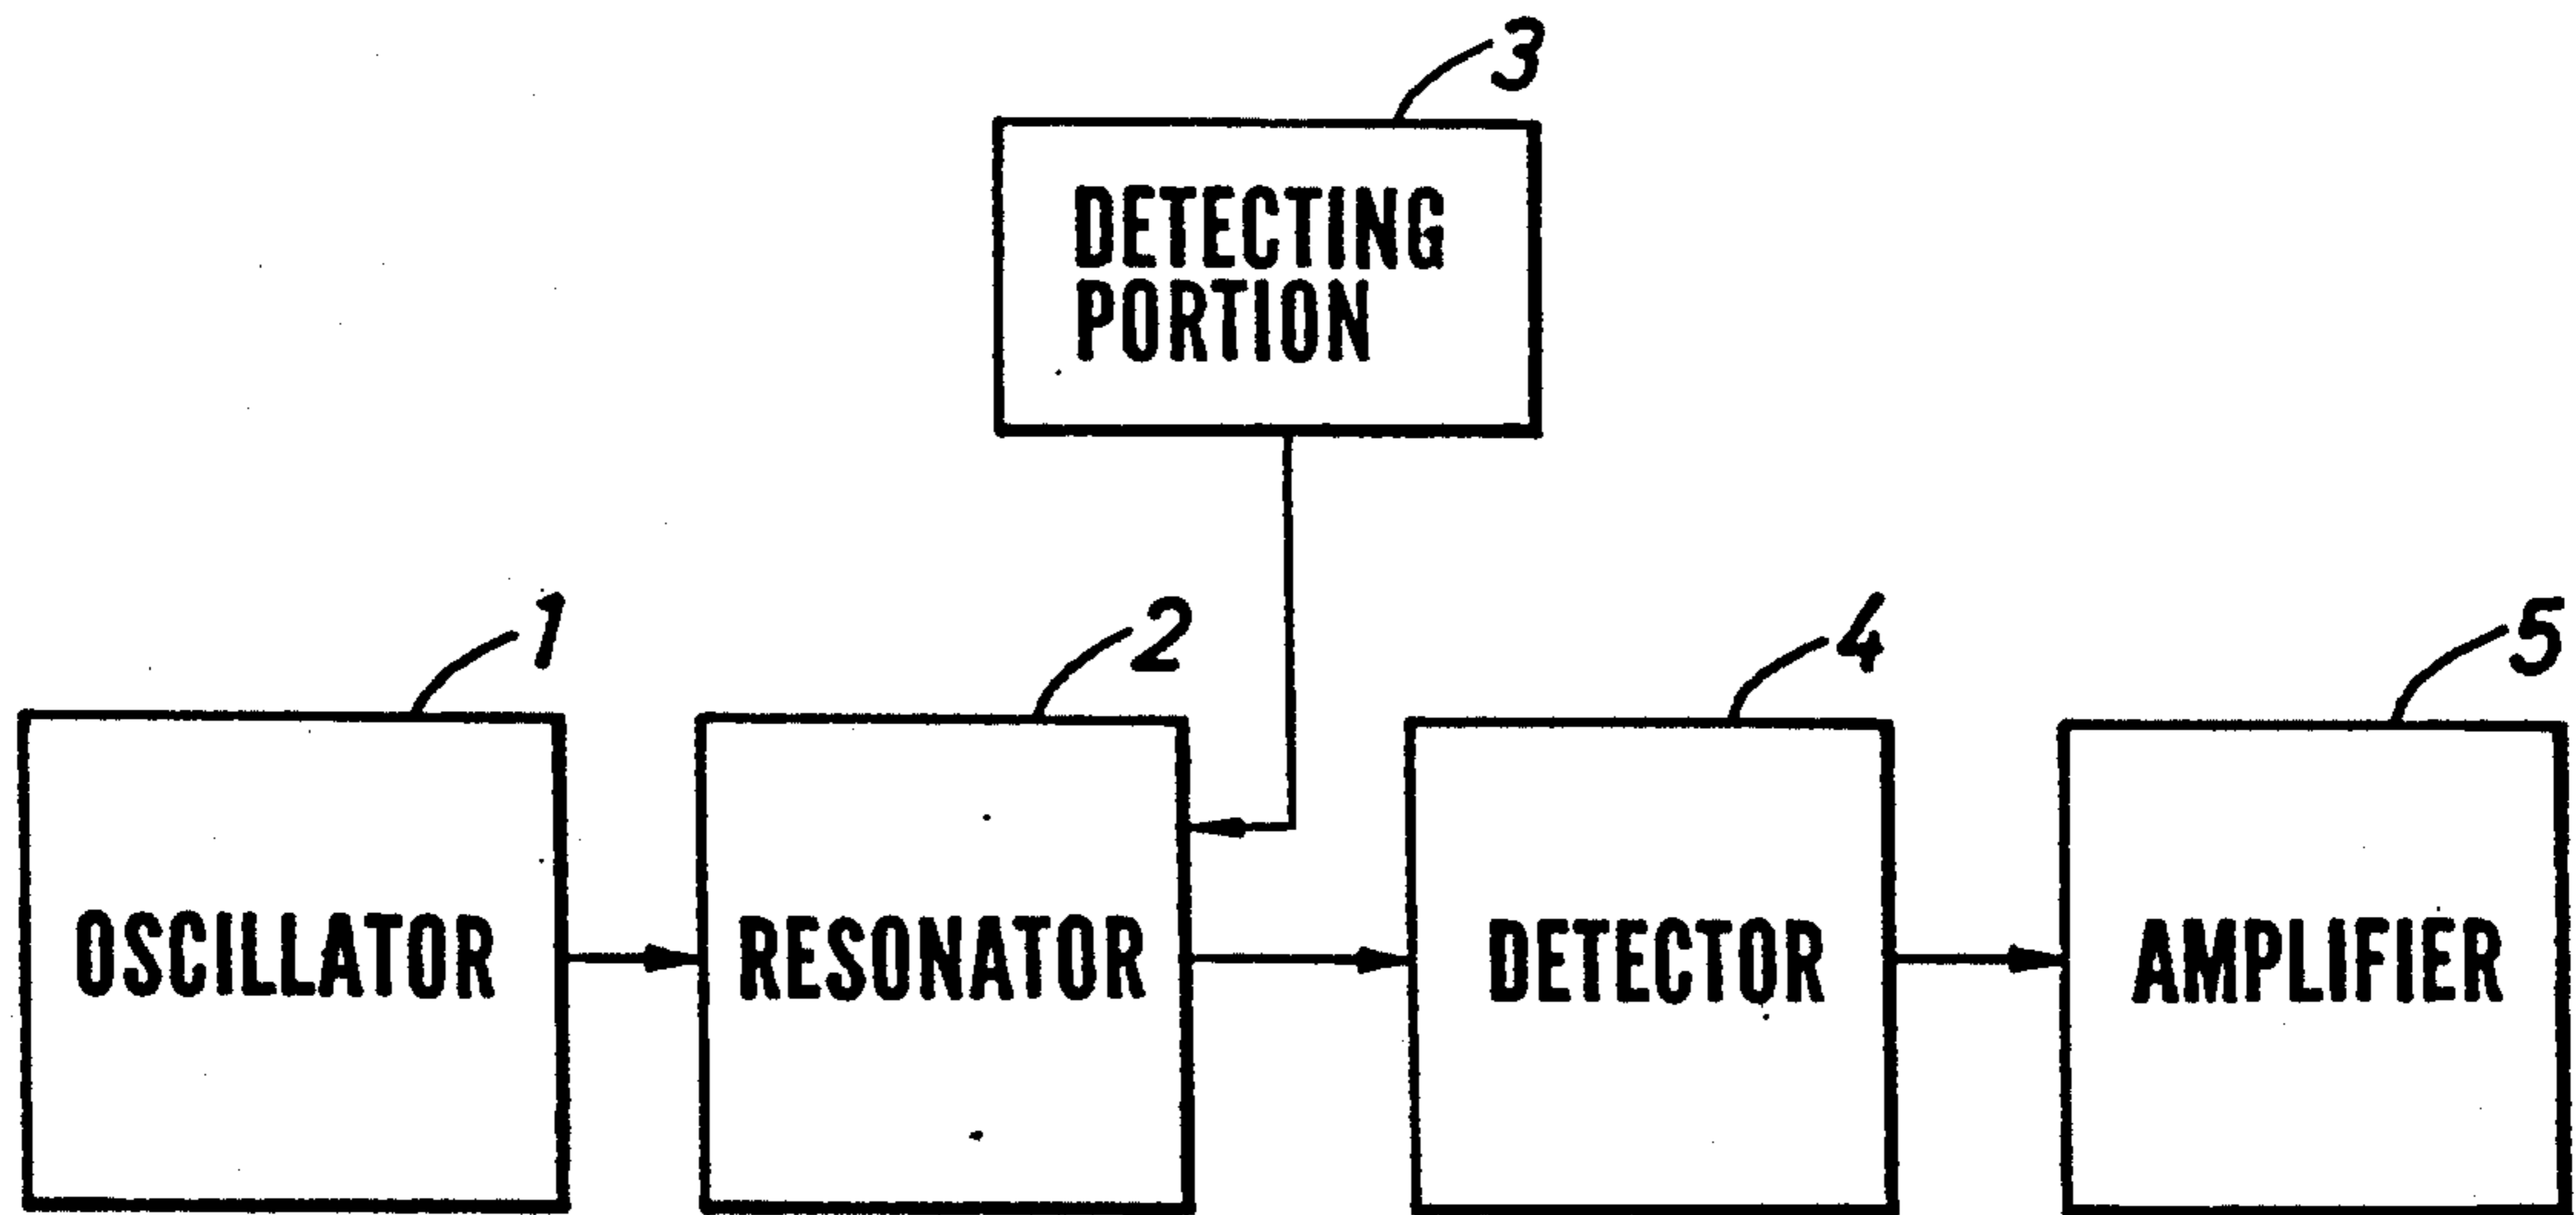 3
DETECTING
PORTION
1
2
4
5
OSCILLATOR
RESONATOR
DETECTOR
AMPLIFIER